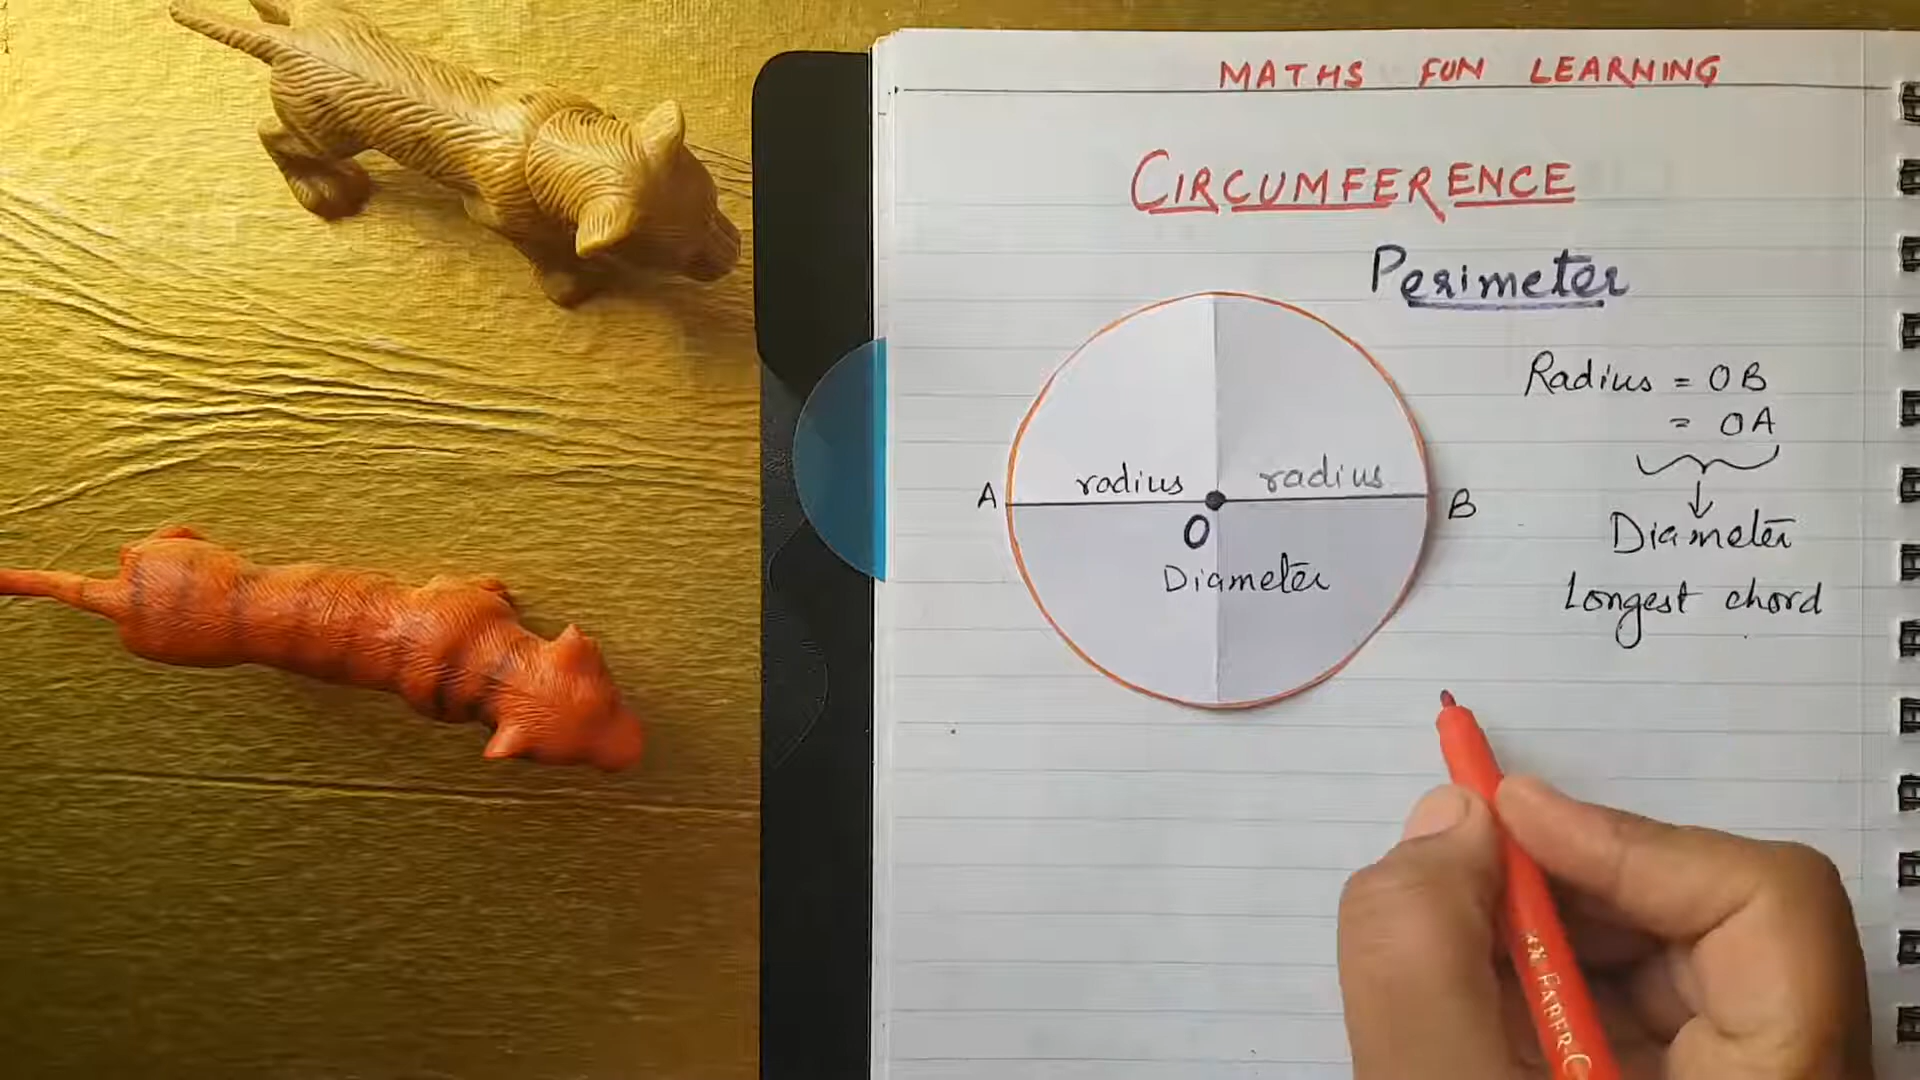 MATHS FUN LEARNING
CIRCUMFERENCE
Perimeter
Radius = OB
= OA
radius radius
A B
O
Diameter
Diameter
Longest chord
FABER-C